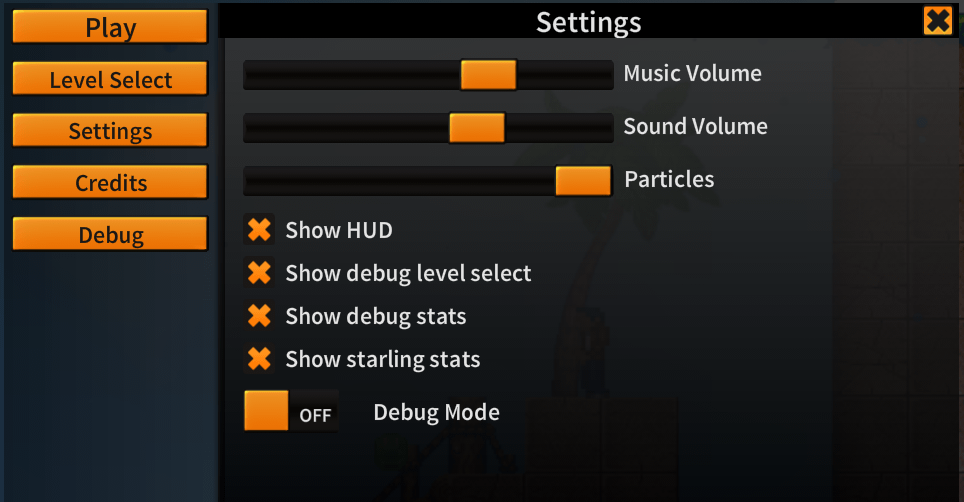 Play
Level Select
Settings
Credits
Debug
Settings
Music Volume
Sound Volume
Particles
Show HUD
Show debug level select
Show debug stats
Show starling stats
OFF Debug Mode